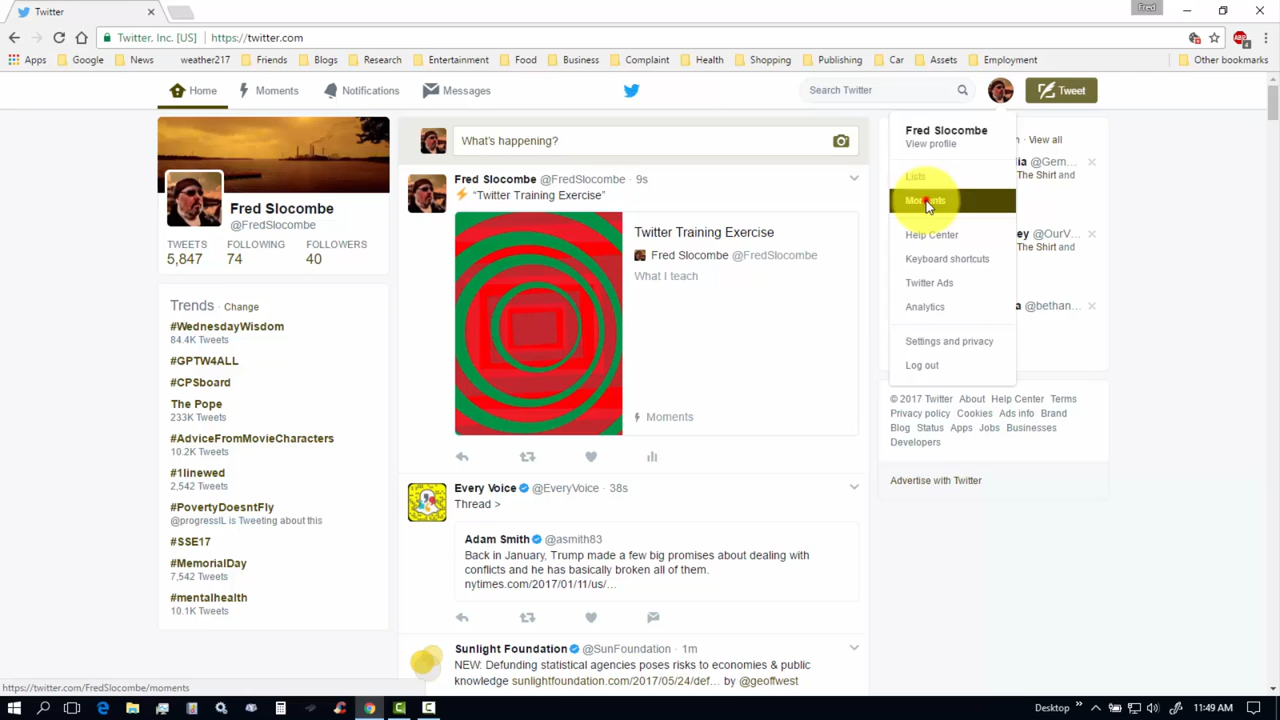 Twitter
Fred
Twitter, Inc. [US]
https://twitter.com
Apps
Google
News
weather217
Friends
Blogs
Research
Entertainment
Food
Business
Complaint
Health
Shopping
Publishing
Car
Assets
Employment
Other bookmarks
Home
Moments
Notifications
Messages
Search Twitter
Tweet
Fred Slocombe
@FredSlocombe
TWEETS FOLLOWING FOLLOWERS
5,847 74 40
Trends · Change
#WednesdayWisdom
84.4K Tweets
#GPTW4ALL
#CPSboard
The Pope
233K Tweets
#AdviceFromMovieCharacters
10.2K Tweets
#1linewed
2,542 Tweets
#PovertyDoesntFly
@progressIL is Tweeting about this
#SSE17
#MemorialDay
7,542 Tweets
#mentalhealth
10.1K Tweets
What's happening?
Fred Slocombe @FredSlocombe · 9s
"Twitter Training Exercise"
Twitter Training Exercise
Fred Slocombe @FredSlocombe
What I teach
Moments
Every Voice @EveryVoice · 38s
Thread >
Adam Smith @asmith83
Back in January, Trump made a few big promises about dealing with
conflicts and he has basically broken all of them.
nytimes.com/2017/01/11/us/...
Sunlight Foundation @SunFoundation · 1m
NEW: Defunding statistical agencies poses risks to economies & public
knowledge sunlightfoundation.com/2017/05/24/def... by @geoffwest
Fred Slocombe
View profile
Lists
Moments
Help Center
Keyboard shortcuts
Twitter Ads
Analytics
Settings and privacy
Log out
· View all
ia @Gem...
The Shirt and
ey @OurV...
The Shirt and
a @bethan...
© 2017 Twitter About Help Center Terms
Privacy policy Cookies Ads info Brand
Blog Status Apps Jobs Businesses
Developers
Advertise with Twitter
https://twitter.com/FredSlocombe/moments
Desktop
11:49 AM